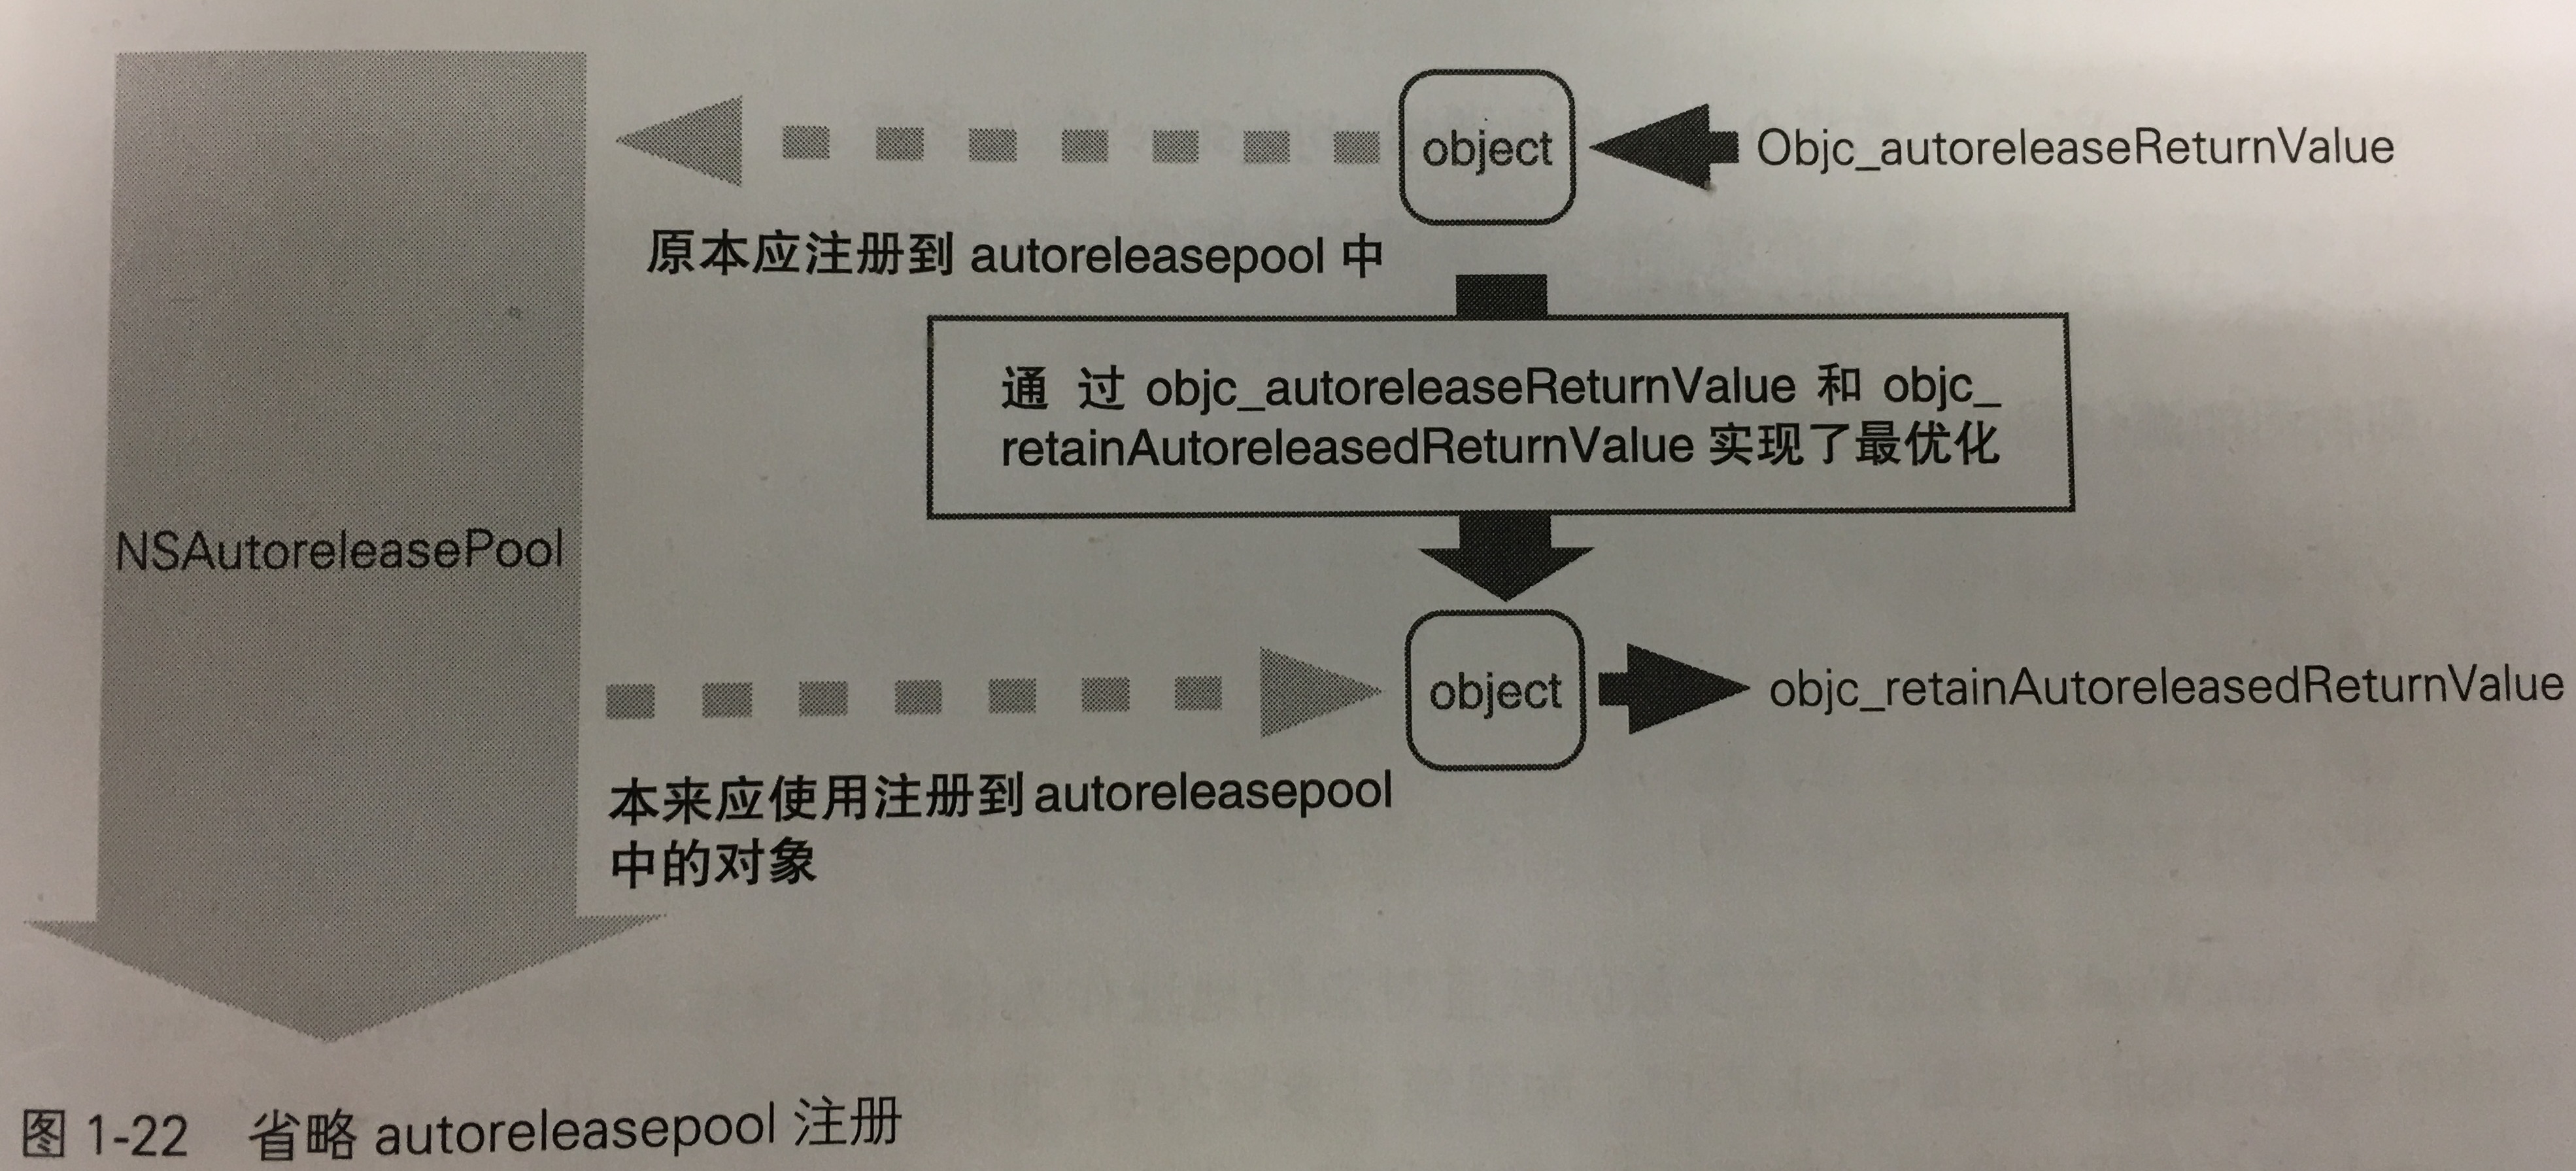 object
Objc_autoreleaseReturnValue
原本应注册到 autoreleasepool 中
通 过 objc_autoreleaseReturnValue 和 objc_
retainAutoreleasedReturnValue 实现了最优化
NSAutoreleasePool
object
objc_retainAutoreleasedReturnValue
本来应使用注册到 autoreleasepool
中的对象
图 1-22 省略 autoreleasepool 注册